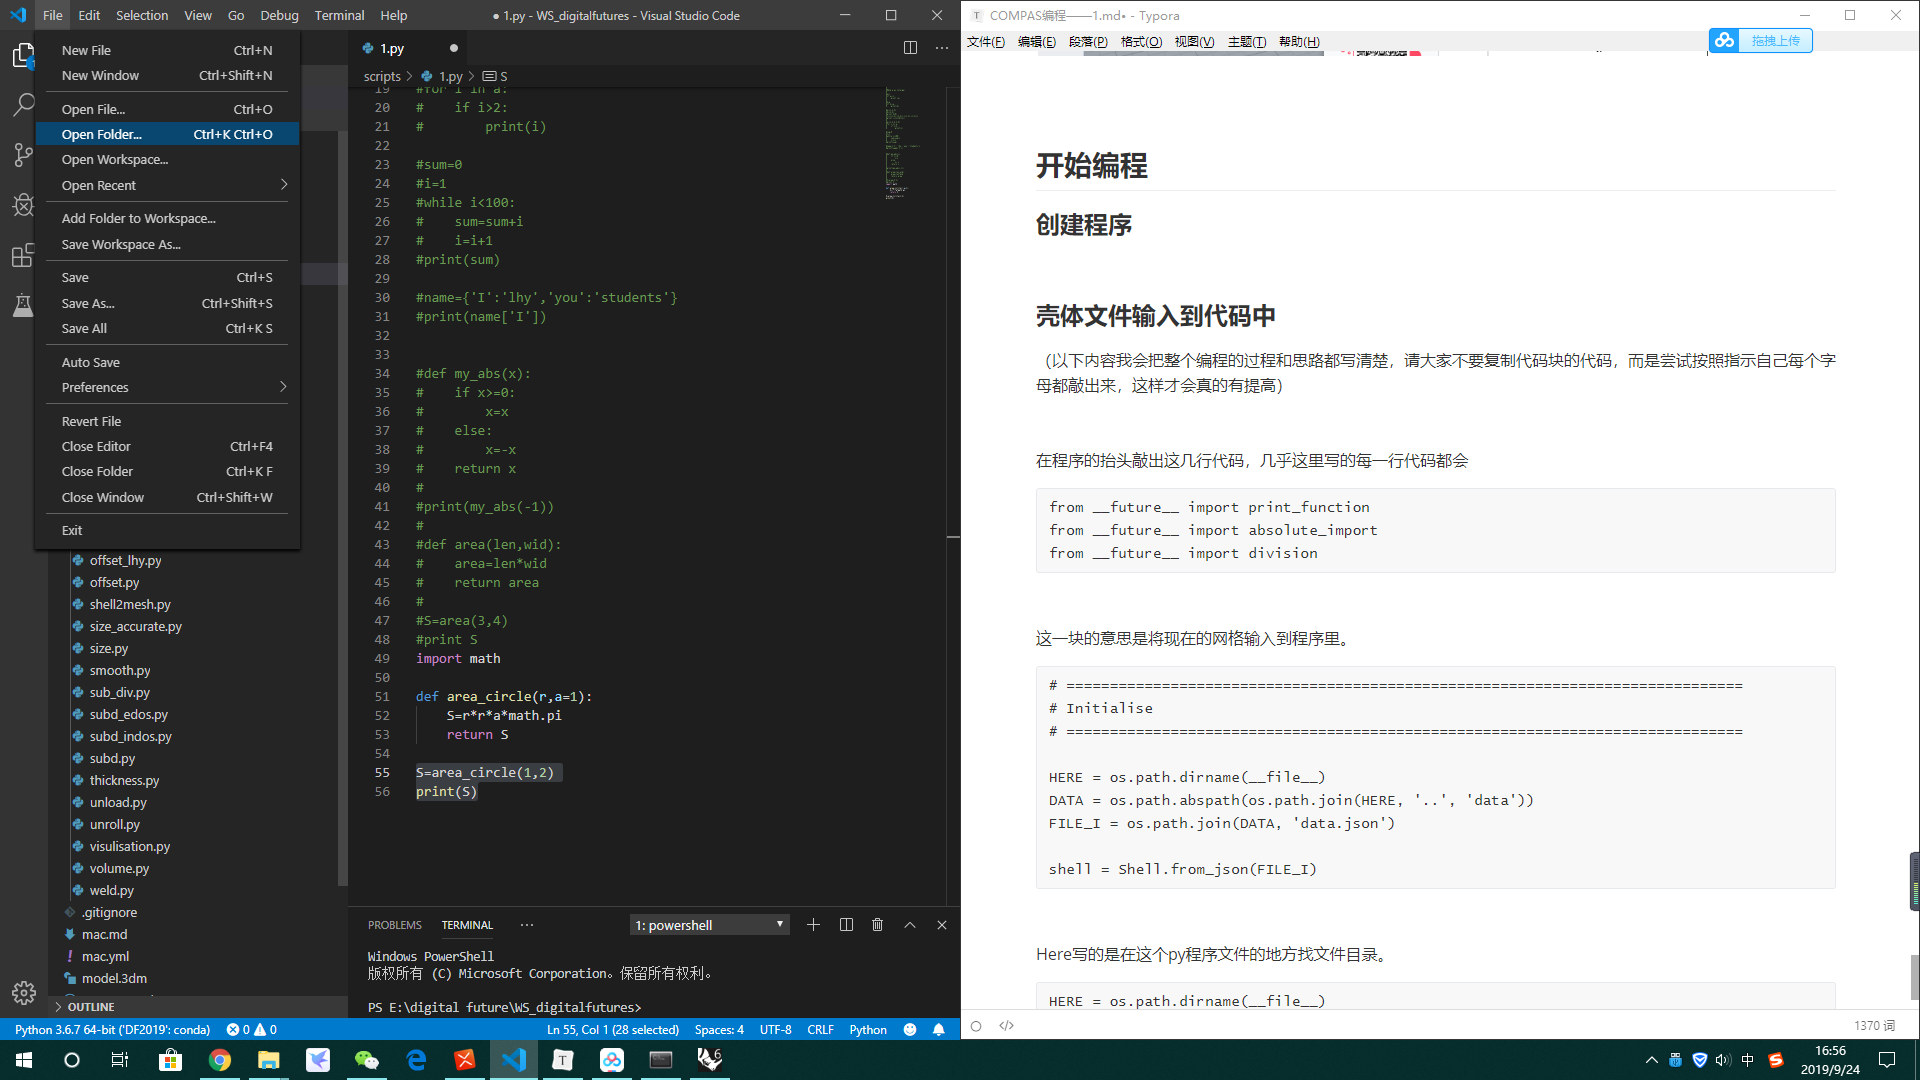 File Edit Selection View Go Debug Terminal Help
● 1.py - WS_digitalfutures - Visual Studio Code
New File Ctrl+N
New Window Ctrl+Shift+N
Open File... Ctrl+O
Open Folder... Ctrl+K Ctrl+O
Open Workspace...
Open Recent
Add Folder to Workspace...
Save Workspace As...
Save Ctrl+S
Save As... Ctrl+Shift+S
Save All Ctrl+K S
Auto Save
Preferences
Revert File
Close Editor Ctrl+F4
Close Folder Ctrl+K F
Close Window Ctrl+Shift+W
Exit
offset_lhy.py
offset.py
shell2mesh.py
size_accurate.py
size.py
smooth.py
sub_div.py
subd_edos.py
subd_indos.py
subd.py
thickness.py
unload.py
unroll.py
visulisation.py
volume.py
weld.py
.gitignore
mac.md
mac.yml
model.3dm
OUTLINE
1.py
scripts > 1.py > S
19 #for i in a:
20 #    if i>2:
21 #        print(i)
22
23 #sum=0
24 #i=1
25 #while i<100:
26 #    sum=sum+i
27 #    i=i+1
28 #print(sum)
29
30 #name={'I':'lhy','you':'students'}
31 #print(name['I'])
32
33
34 #def my_abs(x):
35 #    if x>=0:
36 #        x=x
37 #    else:
38 #        x=-x
39 #    return x
40 #
41 #print(my_abs(-1))
42 #
43 #def area(len,wid):
44 #    area=len*wid
45 #    return area
46 #
47 #S=area(3,4)
48 #print S
49 import math
50
51 def area_circle(r,a=1):
52     S=r*r*a*math.pi
53     return S
54
55 S=area_circle(1,2)
56 print(S)
PROBLEMS TERMINAL ... 1: powershell
Windows PowerShell
版权所有 (C) Microsoft Corporation。保留所有权利。
PS E:\digital future\WS_digitalfutures>
Python 3.6.7 64-bit ('DF2019': conda) 0 0 Ln 55, Col 1 (28 selected) Spaces: 4 UTF-8 CRLF Python
COMPAS编程——1.md• - Typora
文件(F) 编辑(E) 段落(P) 格式(O) 视图(V) 主题(T) 帮助(H)
拖拽上传
开始编程
创建程序
壳体文件输入到代码中
（以下内容我会把整个编程的过程和思路都写清楚，请大家不要复制代码块的代码，而是尝试按照指示自己每个字
母都敲出来，这样才会真的有提高）
在程序的抬头敲出这几行代码，几乎这里写的每一行代码都会
from __future__ import print_function
from __future__ import absolute_import
from __future__ import division
这一块的意思是将现在的网格输入到程序里。
# ==============================================================================
# Initialise
# ==============================================================================
HERE = os.path.dirname(__file__)
DATA = os.path.abspath(os.path.join(HERE, '..', 'data'))
FILE_I = os.path.join(DATA, 'data.json')
shell = Shell.from_json(FILE_I)
Here写的是在这个py程序文件的地方找文件目录。
HERE = os.path.dirname(__file__)
</> 1370 词
中 16:56
2019/9/24